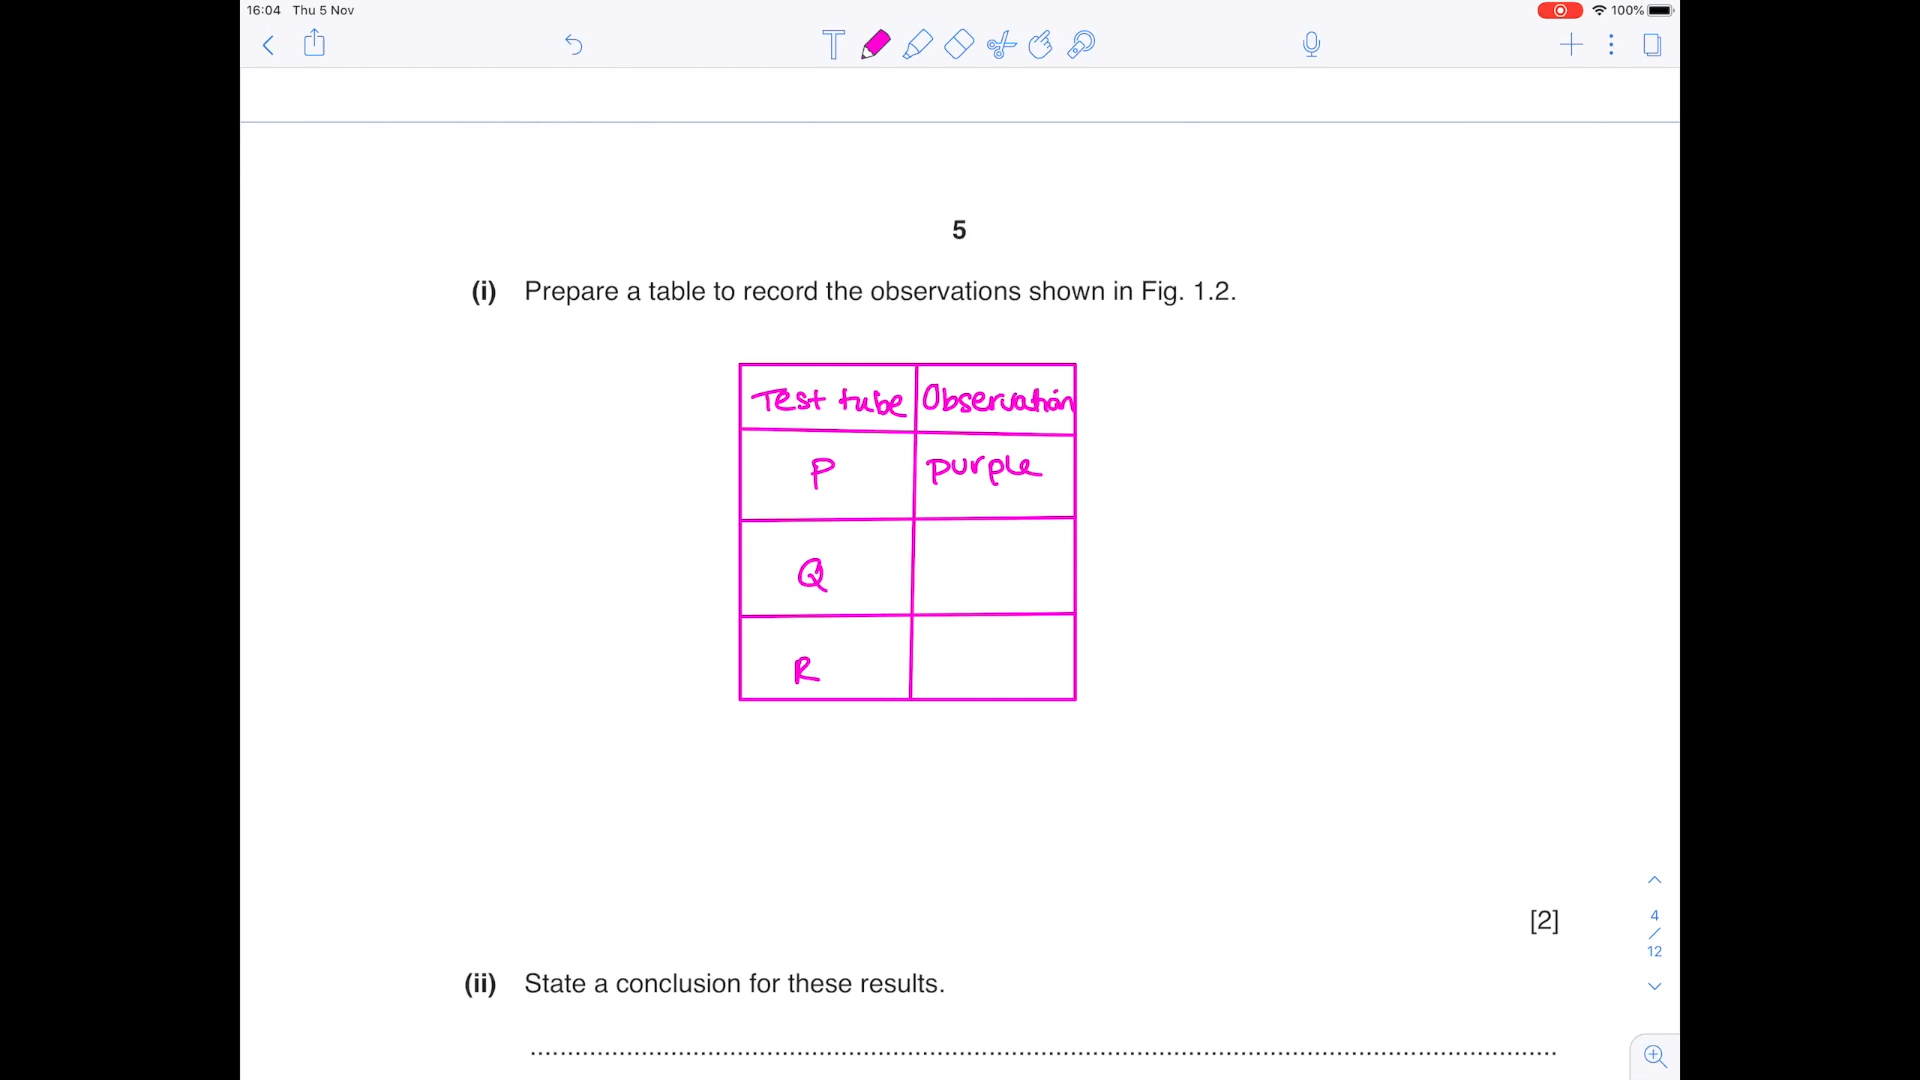 16:04 Thu 5 Nov
100%
T
5
(i) Prepare a table to record the observations shown in Fig. 1.2.
Test tube Observation
P purple
Q
R
[2]
4
/
12
(ii) State a conclusion for these results.